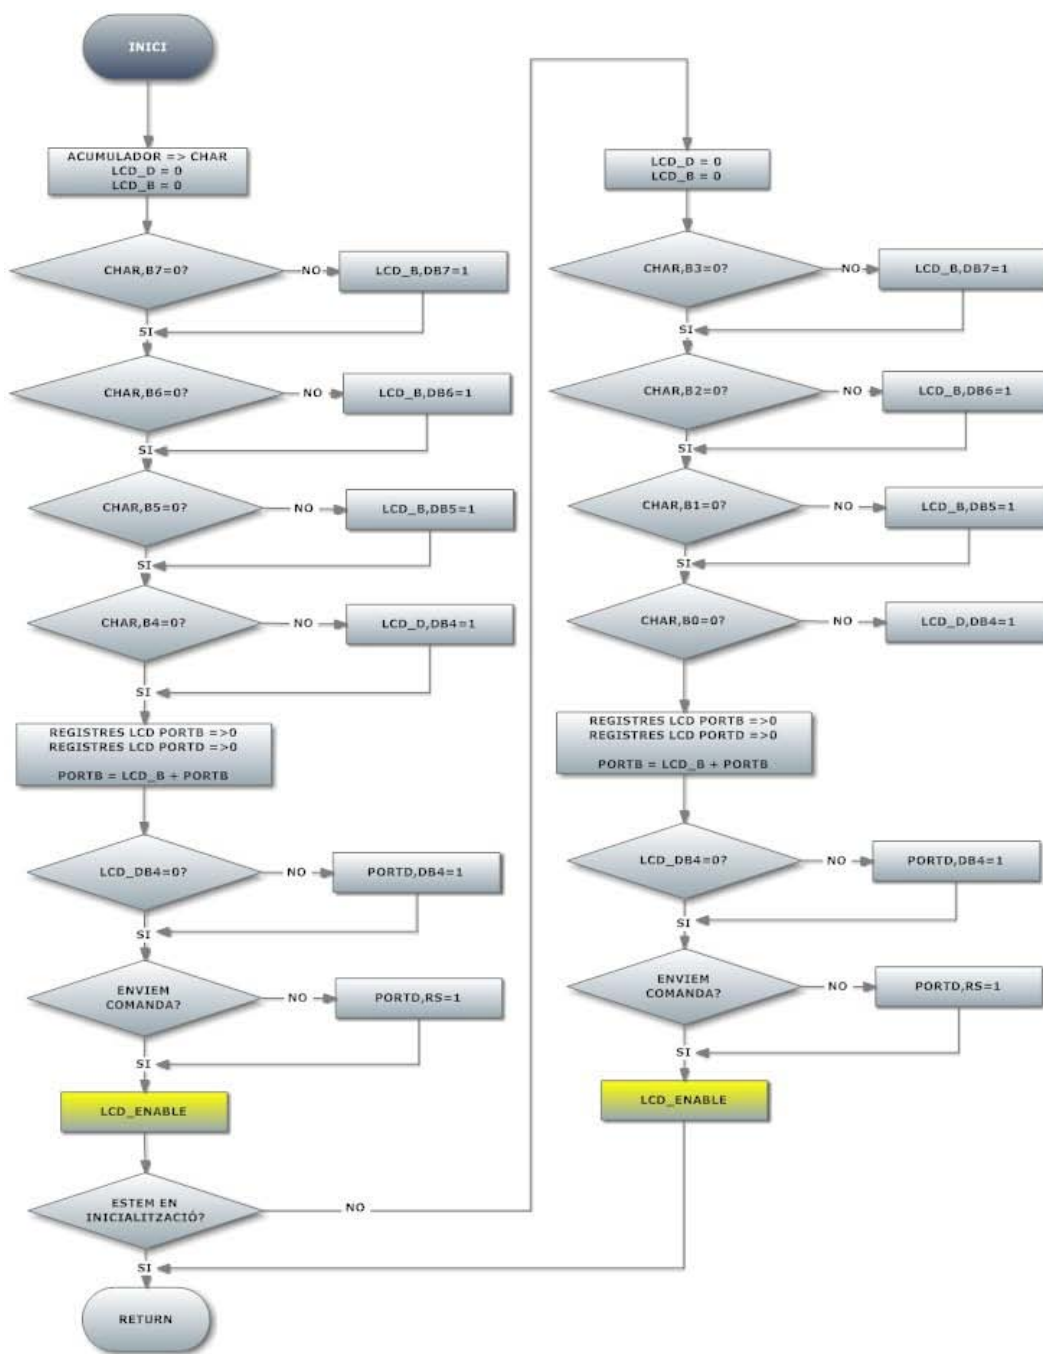 INICI
ACUMULADOR => CHAR
LCD_D = 0
LCD_B = 0
CHAR,B7=0?
NO
LCD_B,DB7=1
SI
CHAR,B6=0?
NO
LCD_B,DB6=1
SI
CHAR,B5=0?
NO
LCD_B,DB5=1
SI
CHAR,B4=0?
NO
LCD_D,DB4=1
SI
REGISTRES LCD PORTB =>0
REGISTRES LCD PORTD =>0
PORTB = LCD_B + PORTB
LCD_DB4=0?
NO
PORTD,DB4=1
SI
ENVIEM
COMANDA?
NO
PORTD,RS=1
SI
LCD_ENABLE
ESTEM EN
INICIALITZACIÓ?
NO
SI
RETURN
LCD_D = 0
LCD_B = 0
CHAR,B3=0?
NO
LCD_B,DB7=1
SI
CHAR,B2=0?
NO
LCD_B,DB6=1
SI
CHAR,B1=0?
NO
LCD_B,DB5=1
SI
CHAR,B0=0?
NO
LCD_D,DB4=1
REGISTRES LCD PORTB =>0
REGISTRES LCD PORTD =>0
PORTB = LCD_B + PORTB
LCD_DB4=0?
NO
PORTD,DB4=1
SI
ENVIEM
COMANDA?
NO
PORTD,RS=1
SI
LCD_ENABLE